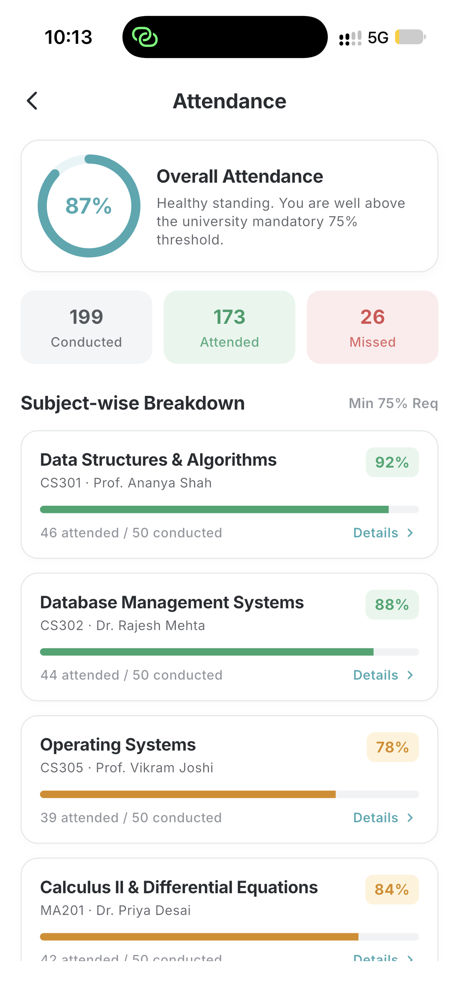 10:13
5G
Attendance
87%
Overall Attendance
Healthy standing. You are well above
the university mandatory 75%
threshold.
199
Conducted
173
Attended
26
Missed
Subject-wise Breakdown
Min 75% Req
Data Structures & Algorithms
92%
CS301 · Prof. Ananya Shah
46 attended / 50 conducted
Details
Database Management Systems
88%
CS302 · Dr. Rajesh Mehta
44 attended / 50 conducted
Details
Operating Systems
78%
CS305 · Prof. Vikram Joshi
39 attended / 50 conducted
Details
Calculus II & Differential Equations
84%
MA201 · Dr. Priya Desai
42 attended / 50 conducted
Details